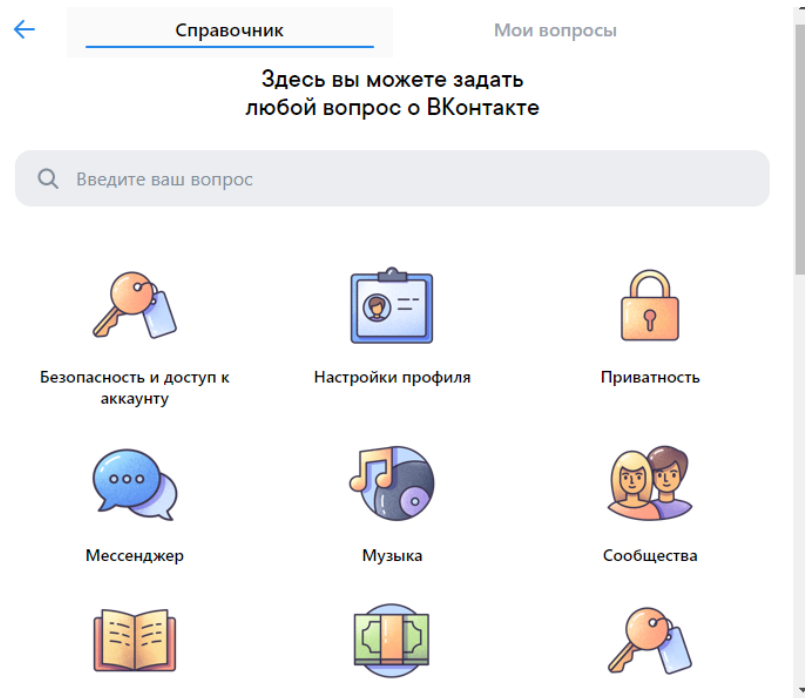 Справочник
Мои вопросы
Здесь вы можете задать
любой вопрос о ВКонтакте
Введите ваш вопрос
Безопасность и доступ к
аккаунту
Настройки профиля
Приватность
Мессенджер
Музыка
Сообщества